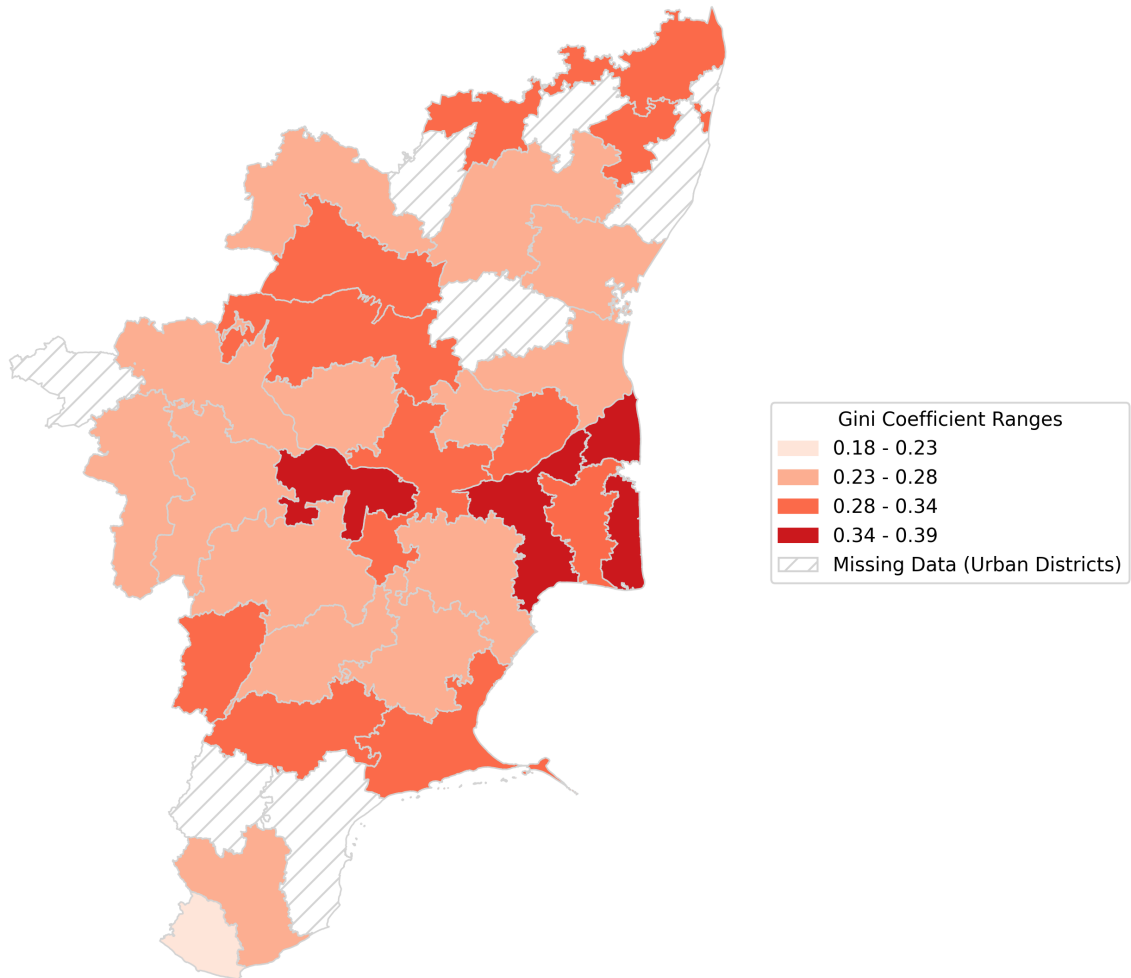 Gini Coefficient Ranges
0.18 - 0.23
0.23 - 0.28
0.28 - 0.34
0.34 - 0.39
Missing Data (Urban Districts)